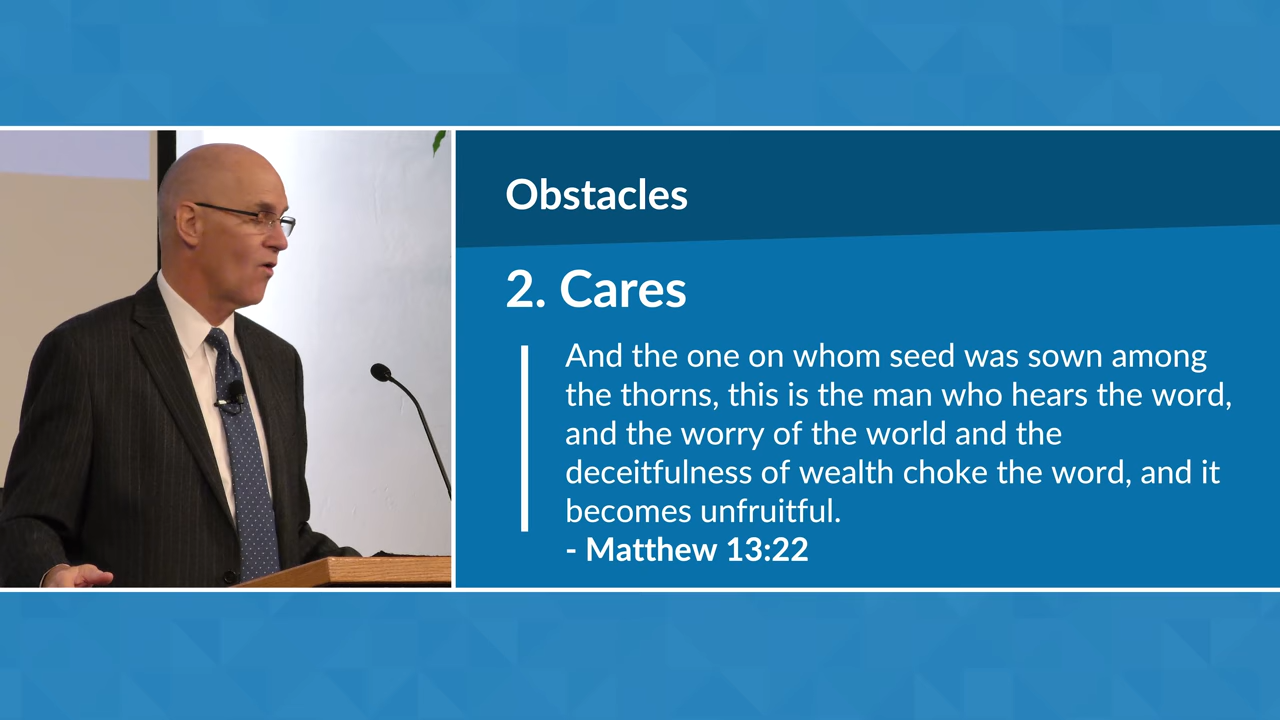 Obstacles
2. Cares
And the one on whom seed was sown among
the thorns, this is the man who hears the word,
and the worry of the world and the
deceitfulness of wealth choke the word, and it
becomes unfruitful.
- Matthew 13:22